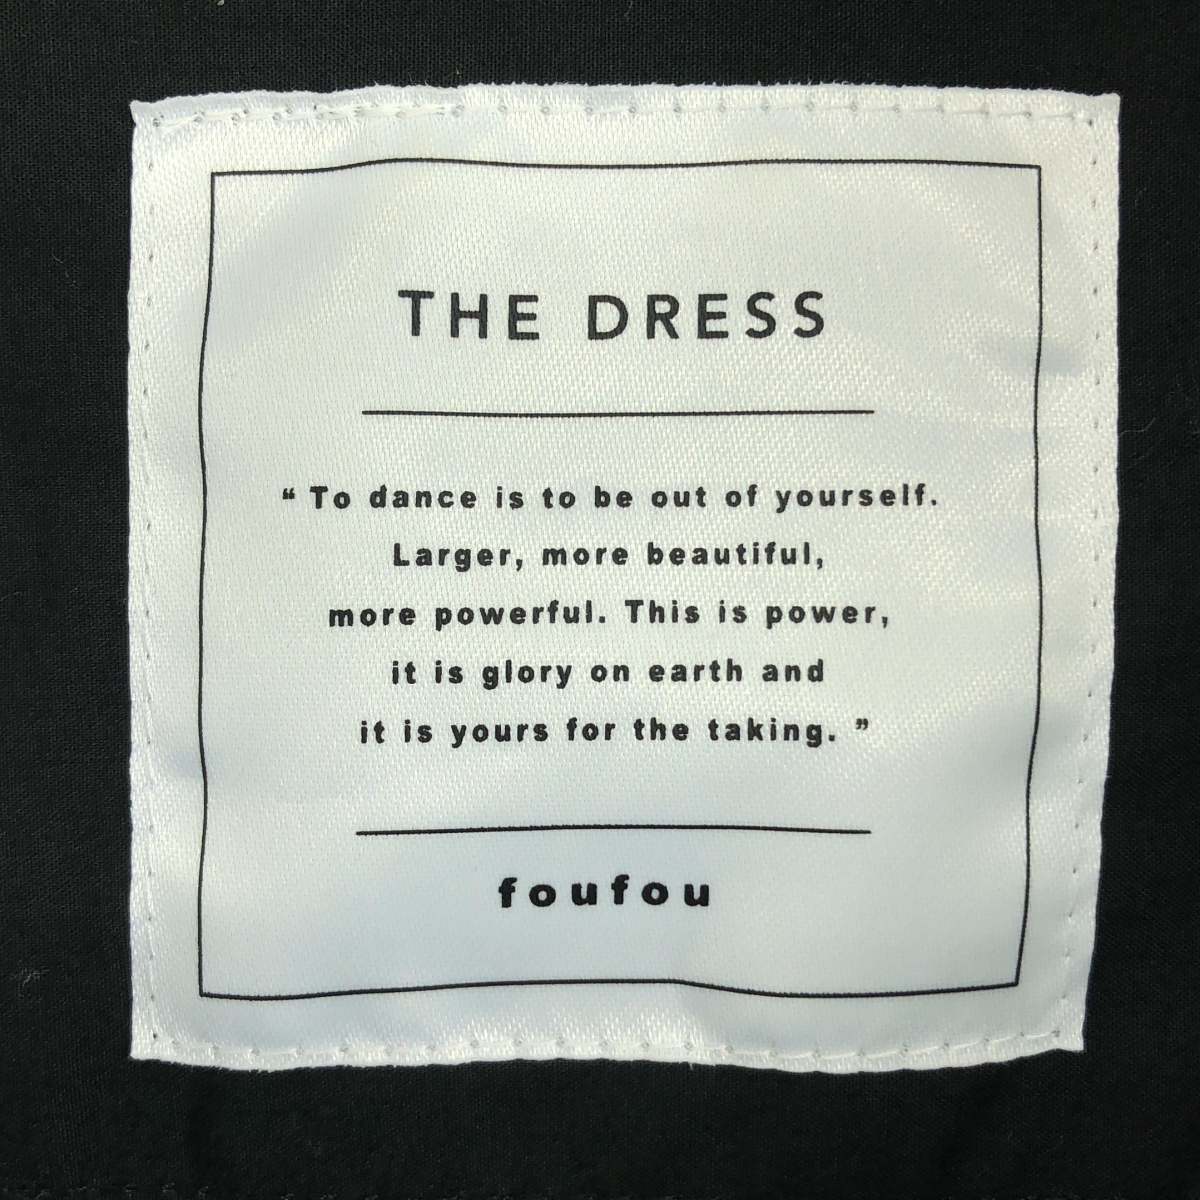 THE DRESS
“ To dance is to be out of yourself.
Larger, more beautiful,
more powerful. This is power,
it is glory on earth and
it is yours for the taking. ”
foufou